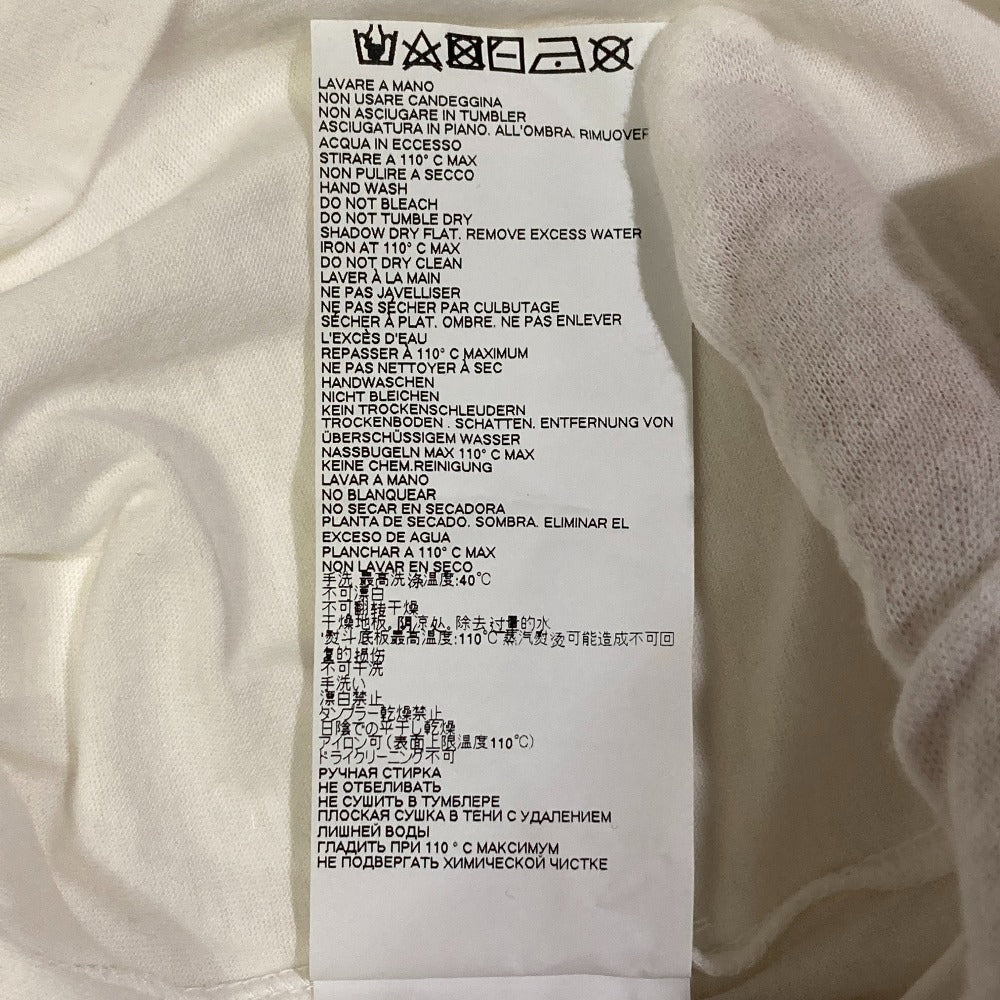 LAVARE A MANO
NON USARE CANDEGGINA
NON ASCIUGARE IN TUMBLER
ASCIUGATURA IN PIANO. ALL'OMBRA. RIMUOVER
ACQUA IN ECCESSO
STIRARE A 110° C MAX
NON PULIRE A SECCO
HAND WASH
DO NOT BLEACH
DO NOT TUMBLE DRY
SHADOW DRY FLAT. REMOVE EXCESS WATER
IRON AT 110° C MAX
DO NOT DRY CLEAN
LAVER À LA MAIN
NE PAS JAVELLISER
NE PAS SÉCHER PAR CULBUTAGE
SÉCHER À PLAT. OMBRE. NE PAS ENLEVER
L'EXCÈS D'EAU
REPASSER À 110° C MAXIMUM
NE PAS NETTOYER À SEC
HANDWASCHEN
NICHT BLEICHEN
KEIN TROCKENSCHLEUDERN
TROCKENBODEN . SCHATTEN. ENTFERNUNG VON
ÜBERSCHÜSSIGEM WASSER
NASSBUGELN MAX 110° C MAX
KEINE CHEM.REINIGUNG
LAVAR A MANO
NO BLANQUEAR
NO SECAR EN SECADORA
PLANTA DE SECADO. SOMBRA. ELIMINAR EL
EXCESO DE AGUA
PLANCHAR A 110° C MAX
NON LAVAR EN SECO
手洗 最高洗涤温度:40℃
不可漂白
不可翻转干燥
干燥地板。阴凉处。除去过量的水
'熨斗底板最高温度:110℃ 蒸汽熨烫可能造成不可回
复的损伤
不可干洗
手洗い
漂白禁止
タンブラー乾燥禁止
日陰での平干し乾燥
アイロン可(表面上限温度110℃)
ドライクリーニング不可
РУЧНАЯ СТИРКА
НЕ ОТБЕЛИВАТЬ
НЕ СУШИТЬ В ТУМБЛЕРЕ
ПЛОСКАЯ СУШКА В ТЕНИ С УДАЛЕНИЕМ
ЛИШНЕЙ ВОДЫ
ГЛАДИТЬ ПРИ 110 ° С МАКСИМУМ
НЕ ПОДВЕРГАТЬ ХИМИЧЕСКОЙ ЧИСТКЕ